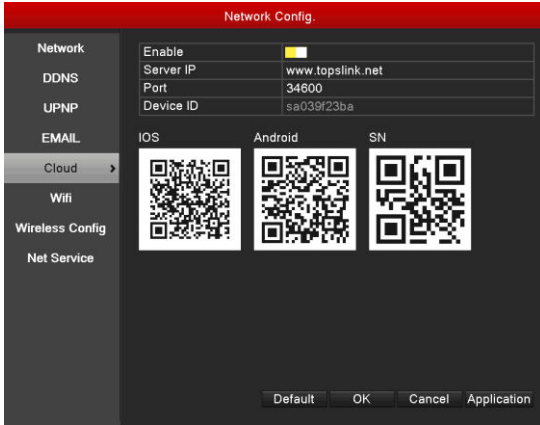 Network Config.
Network
DDNS
UPNP
EMAIL
Cloud
Wifi
Wireless Config
Net Service
Enable
Server IP www.topslink.net
Port 34600
Device ID sa039f23ba
IOS Android SN
Default OK Cancel Application